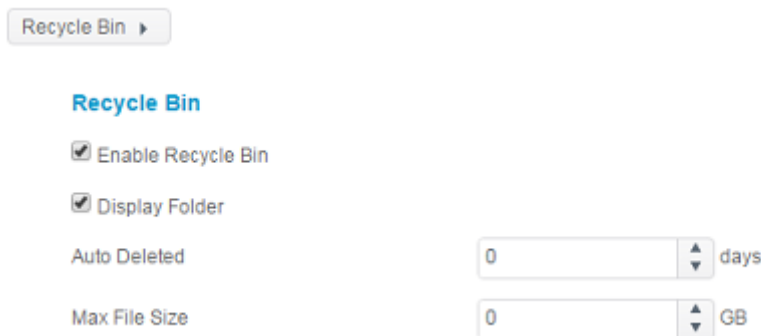 Recycle Bin
Recycle Bin
Enable Recycle Bin
Display Folder
Auto Deleted 0 days
Max File Size 0 GB